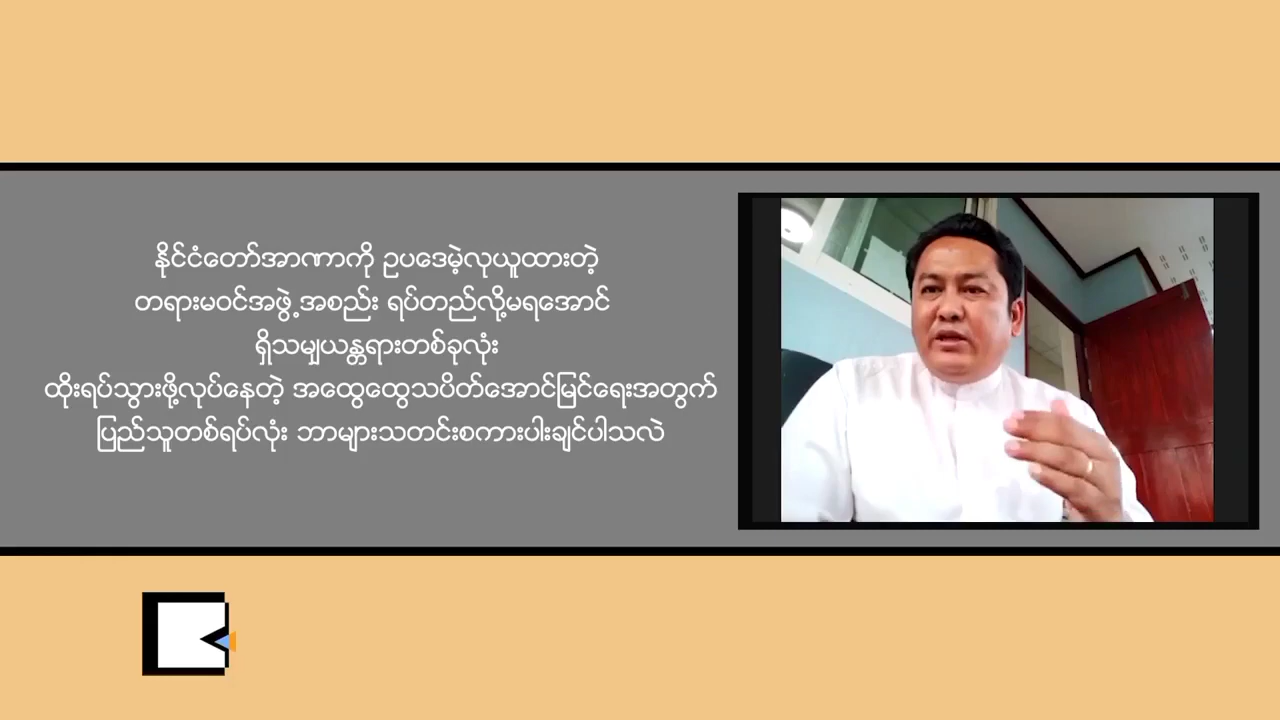 နိုင်ငံတော်အာဏာကို ဥပဒေမဲ့လုယူထားတဲ့
တရားမဝင်အဖွဲ့အစည်း ရပ်တည်လို့မရအောင်
ရှိသမျှယန္တရားတစ်ခုလုံး
ထိုးရပ်သွားဖို့လုပ်နေတဲ့ အထွေထွေသပိတ်အောင်မြင်ရေးအတွက်
ပြည်သူတစ်ရပ်လုံး ဘာများသတင်းစကားပါးချင်ပါသလဲ